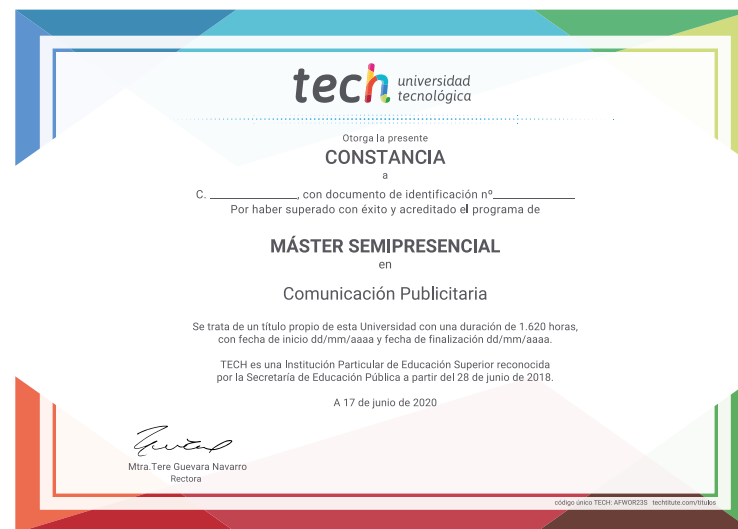 tech universidad
tecnológica
Otorga la presente
CONSTANCIA
a
C. ______________, con documento de identificación nº______________
Por haber superado con éxito y acreditado el programa de
MÁSTER SEMIPRESENCIAL
en
Comunicación Publicitaria
Se trata de un título propio de esta Universidad con una duración de 1.620 horas,
con fecha de inicio dd/mm/aaaa y fecha de finalización dd/mm/aaaa.
TECH es una Institución Particular de Educación Superior reconocida
por la Secretaría de Educación Pública a partir del 28 de junio de 2018.
A 17 de junio de 2020
Mtra.Tere Guevara Navarro
Rectora
código único TECH: AFWOR23S techtitute.com/titulos